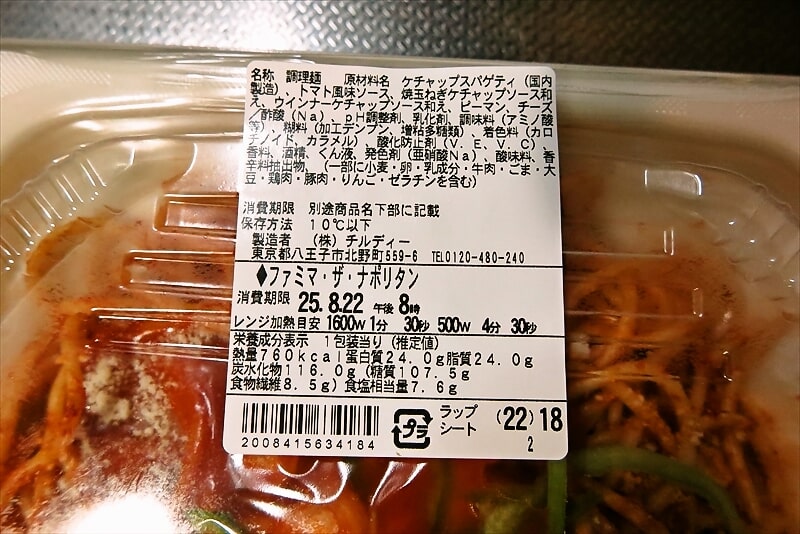 名称 調理麺 原材料名 ケチャップスパゲティ（国内
製造）、トマト風味ソース、焼玉ねぎケチャップソース和
え、ウインナーケチャップソース和え、ピーマン、チーズ
／酢酸（Ｎａ）、ｐＨ調整剤、乳化剤、調味料（アミノ酸
等）、糊料（加工デンプン、増粘多糖類）、着色料（カロ
チノイド、カラメル）、酸化防止剤（Ｖ．Ｅ、Ｖ．Ｃ）、
香料、酒精、くん液、発色剤（亜硝酸Ｎａ）、酸味料、香
辛料抽出物、（一部に小麦・卵・乳成分・牛肉・ごま・大
豆・鶏肉・豚肉・りんご・ゼラチンを含む）
消費期限 別途商品名下部に記載
保存方法 １０℃以下
製造者 （株）チルディー
東京都八王子市北野町559-6 TEL0120-480-240
◆ファミマ・ザ・ナポリタン
消費期限 25.8.22 午後 8時
レンジ加熱目安 1600W 1分 30秒 500W 4分 30秒
栄養成分表示 １包装当り（推定値）
熱量７６０ｋｃａｌ蛋白質２４．０ｇ脂質２４．０ｇ
炭水化物１１６．０ｇ（糖質１０７．５ｇ
食物繊維８．５ｇ）食塩相当量７．６ｇ
2008415634184
プラ
ラップ
シート
(22)18
2